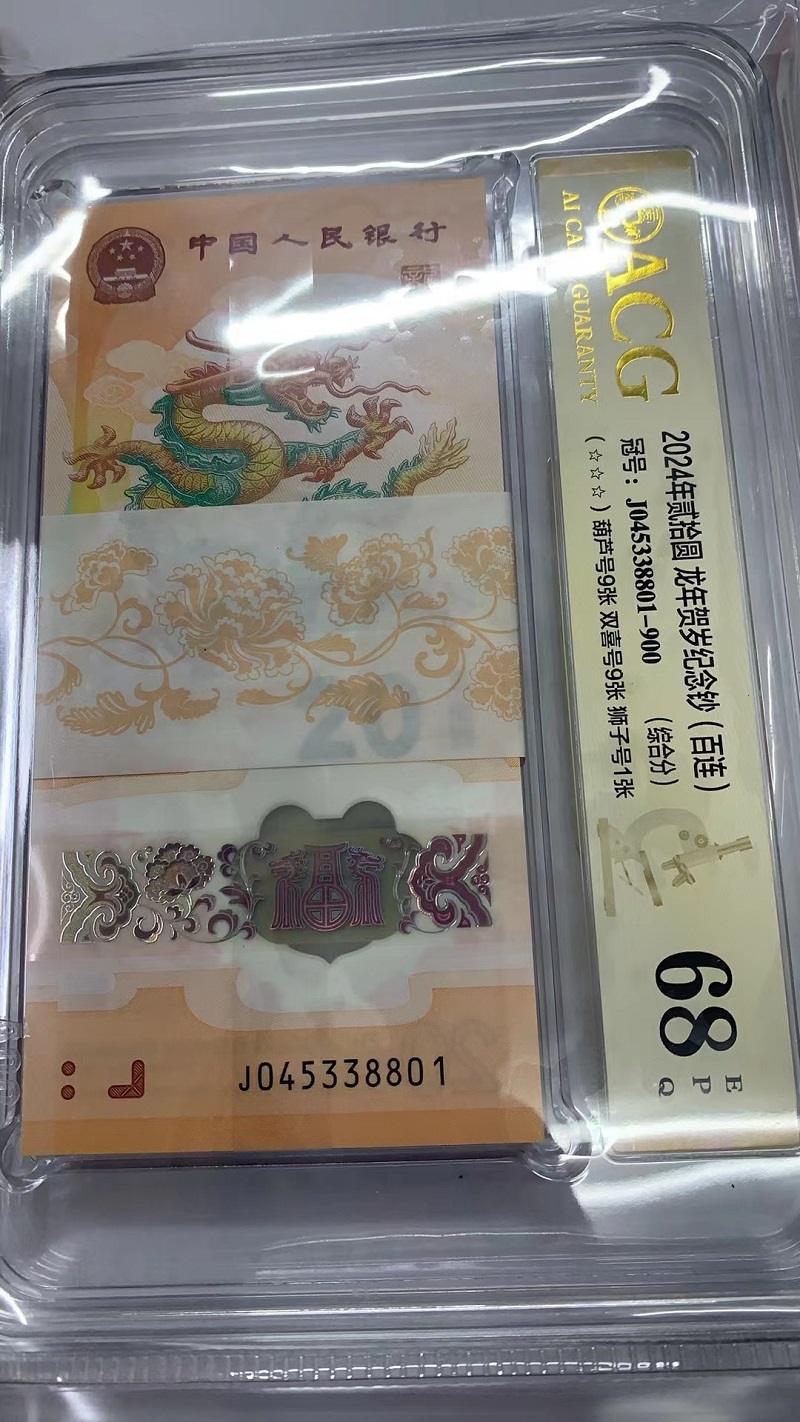 中国人民银行
20
J045338801
ACG
AI CA GUARANTY
2024年贰拾圆 龙年贺岁纪念钞(百连)
冠号:J045338801-900 (综合分)
(☆☆☆)葫芦号9张 双喜号9张 狮子号1张
68
E
P
Q